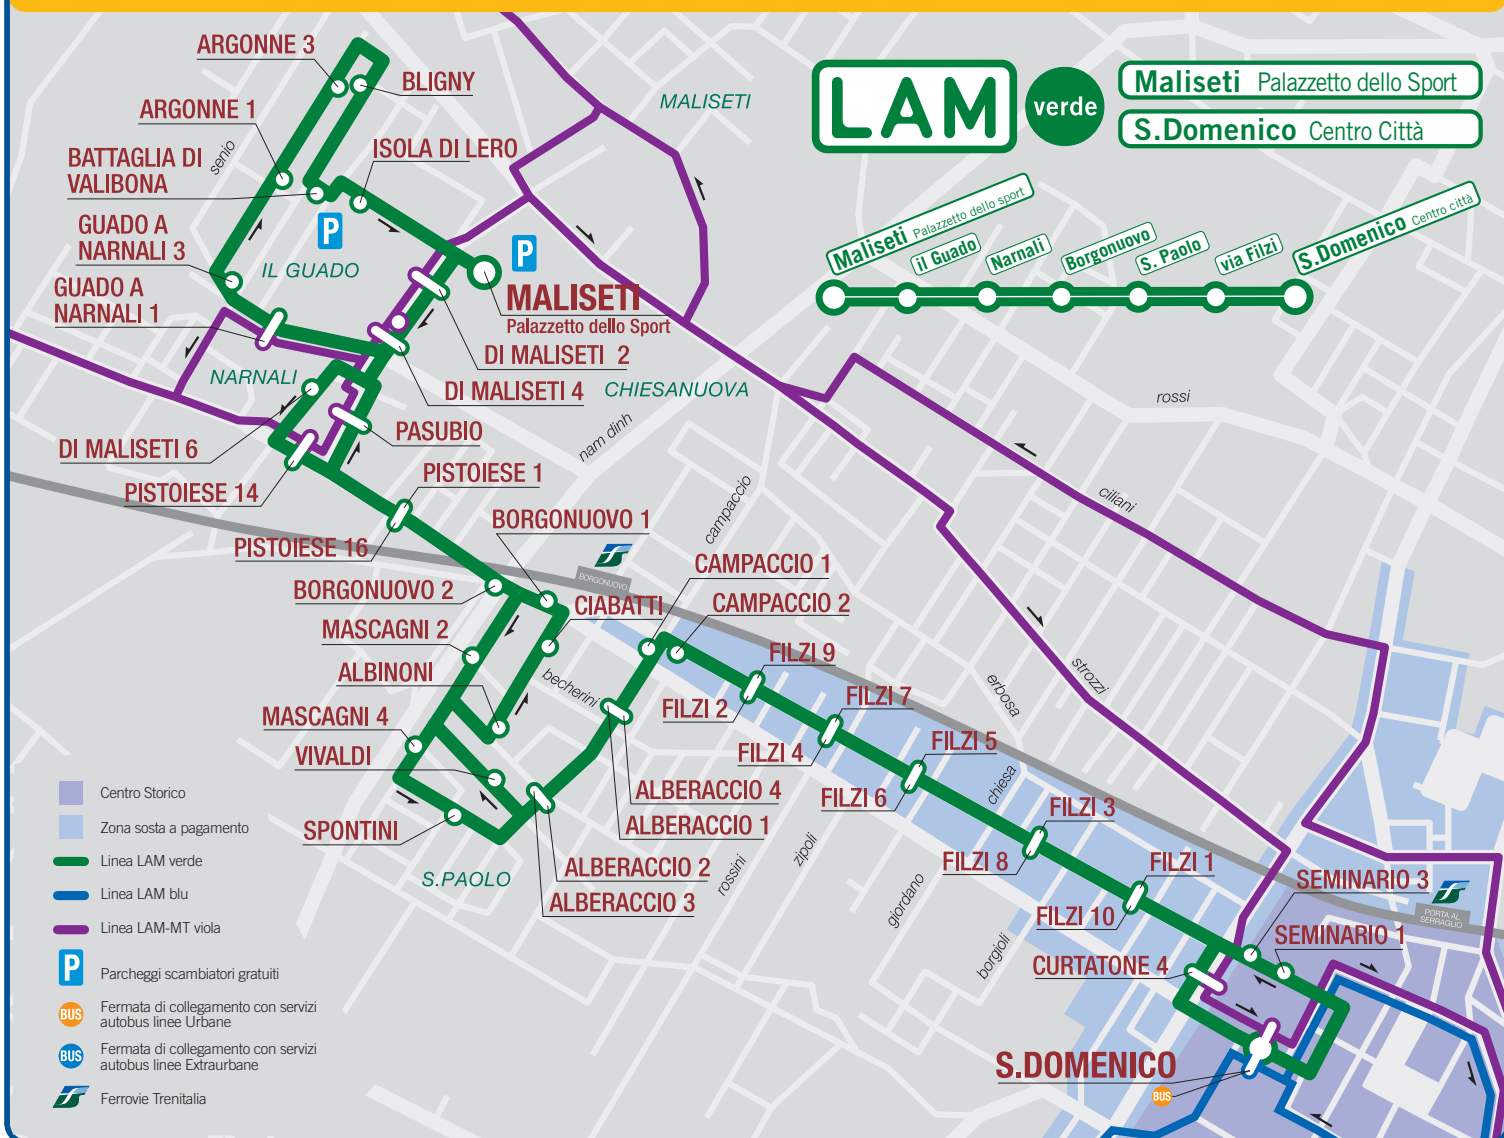 LAM
verde
Maliseti Palazzetto dello Sport
S.Domenico Centro Città
Maliseti Palazzetto dello sport
il Guado
Narnali
Borgonuovo
S. Paolo
via Filzi
S.Domenico Centro città
ARGONNE 3
BLIGNY
MALISETI
ARGONNE 1
senio
ISOLA DI LERO
BATTAGLIA DI
VALIBONA
P
GUADO A
NARNALI 3
IL GUADO
P
GUADO A
NARNALI 1
MALISETI
Palazzetto dello Sport
DI MALISETI 2
NARNALI
DI MALISETI 4
CHIESANUOVA
rossi
PASUBIO
nam dinh
DI MALISETI 6
PISTOIESE 14
PISTOIESE 1
ciliani
campaccio
BORGONUOVO 1
PISTOIESE 16
BORGONUOVO
CAMPACCIO 1
BORGONUOVO 2
CIABATTI
CAMPACCIO 2
MASCAGNI 2
FILZI 9
ALBINONI
becherini
strozzi
erbosa
FILZI 2
FILZI 7
MASCAGNI 4
FILZI 5
FILZI 4
VIVALDI
chiesa
ALBERACCIO 4
FILZI 6
FILZI 3
ALBERACCIO 1
SPONTINI
zipoli
FILZI 8
FILZI 1
ALBERACCIO 2
rossini
S.PAOLO
SEMINARIO 3
ALBERACCIO 3
giordano
FILZI 10
PORTA AL
SERRAGLIO
SEMINARIO 1
borgioli
CURTATONE 4
S.DOMENICO
BUS
Centro Storico
Zona sosta a pagamento
Linea LAM verde
Linea LAM blu
Linea LAM-MT viola
P
Parcheggi scambiatori gratuiti
BUS
Fermata di collegamento con servizi
autobus linee Urbane
BUS
Fermata di collegamento con servizi
autobus linee Extraurbane
Ferrovie Trenitalia